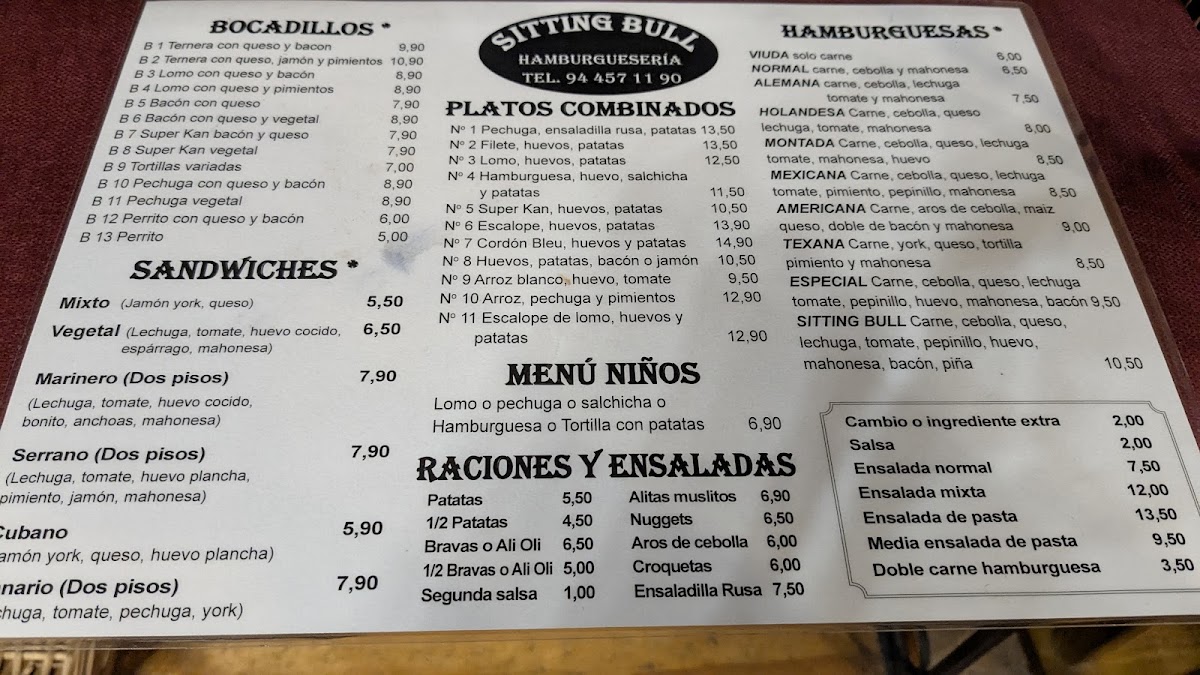 BOCADILLOS *
B 1 Ternera con queso y bacon 9,90
B 2 Ternera con queso, jamón y pimientos 10,90
B 3 Lomo con queso y bacón 8,90
B 4 Lomo con queso y pimientos 8,90
B 5 Bacón con queso 7,90
B 6 Bacón con queso y vegetal 8,90
B 7 Super Kan bacón y queso 7,90
B 8 Super Kan vegetal 7,90
B 9 Tortillas variadas 7,00
B 10 Pechuga con queso y bacón 8,90
B 11 Pechuga vegetal 8,90
B 12 Perrito con queso y bacón 6,00
B 13 Perrito 5,00
SANDWICHES *
Mixto (Jamón york, queso) 5,50
Vegetal (Lechuga, tomate, huevo cocido, 6,50
espárrago, mahonesa)
Marinero (Dos pisos) 7,90
(Lechuga, tomate, huevo cocido,
bonito, anchoas, mahonesa)
Serrano (Dos pisos) 7,90
(Lechuga, tomate, huevo plancha,
pimiento, jamón, mahonesa)
Cubano 5,90
jamón york, queso, huevo plancha)
nario (Dos pisos) 7,90
chuga, tomate, pechuga, york)
SITTING BULL
HAMBURGUESERÍA
TEL. 94 457 11 90
PLATOS COMBINADOS
Nº 1 Pechuga, ensaladilla rusa, patatas 13,50
Nº 2 Filete, huevos, patatas 13,50
Nº 3 Lomo, huevos, patatas 12,50
Nº 4 Hamburguesa, huevo, salchicha
y patatas 11,50
Nº 5 Super Kan, huevos, patatas 10,50
Nº 6 Escalope, huevos, patatas 13,90
Nº 7 Cordón Bleu, huevos y patatas 14,90
Nº 8 Huevos, patatas, bacón o jamón 10,50
Nº 9 Arroz blanco, huevo, tomate 9,50
Nº 10 Arroz, pechuga y pimientos 12,90
Nº 11 Escalope de lomo, huevos y
patatas 12,90
MENÚ NIÑOS
Lomo o pechuga o salchicha o
Hamburguesa o Tortilla con patatas 6,90
RACIONES Y ENSALADAS
Patatas 5,50
1/2 Patatas 4,50
Bravas o Ali Oli 6,50
1/2 Bravas o Ali Oli 5,00
Segunda salsa 1,00
Alitas muslitos 6,90
Nuggets 6,50
Aros de cebolla 6,00
Croquetas 6,00
Ensaladilla Rusa 7,50
HAMBURGUESAS *
VIUDA solo carne 6,00
NORMAL carne, cebolla y mahonesa 6,50
ALEMANA carne, cebolla, lechuga
tomate y mahonesa 7,50
HOLANDESA Carne, cebolla, queso
lechuga, tomate, mahonesa 8,00
MONTADA Carne, cebolla, queso, lechuga
tomate, mahonesa, huevo 8,50
MEXICANA Carne, cebolla, queso, lechuga
tomate, pimiento, pepinillo, mahonesa 8,50
AMERICANA Carne, aros de cebolla, maiz
queso, doble de bacón y mahonesa 9,00
TEXANA Carne, york, queso, tortilla
pimiento y mahonesa 8,50
ESPECIAL Carne, cebolla, queso, lechuga
tomate, pepinillo, huevo, mahonesa, bacón 9,50
SITTING BULL Carne, cebolla, queso,
lechuga, tomate, pepinillo, huevo,
mahonesa, bacón, piña 10,50
Cambio o ingrediente extra 2,00
Salsa 2,00
Ensalada normal 7,50
Ensalada mixta 12,00
Ensalada de pasta 13,50
Media ensalada de pasta 9,50
Doble carne hamburguesa 3,50